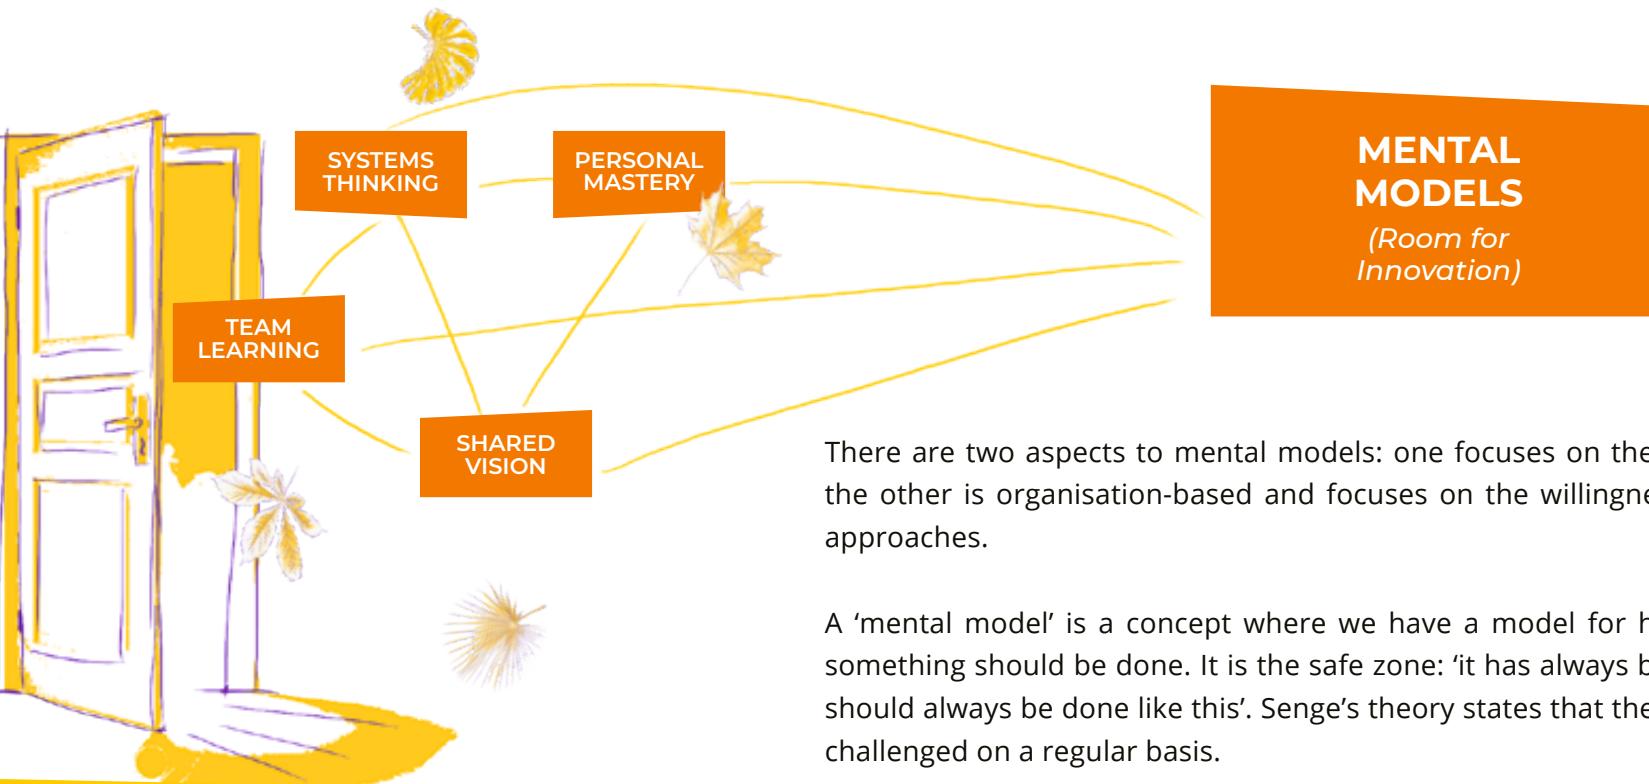 SYSTEMS
THINKING
PERSONAL
MASTERY
MENTAL
MODELS
(Room for
Innovation)
TEAM
LEARNING
SHARED
VISION
There are two aspects to mental models: one focuses on the
the other is organisation-based and focuses on the
approaches.
A ‘mental model’ is a concept where we have a model for
something should be done. It is the safe zone: ‘it has always
should always be done like this’. Senge’s theory states that
challenged on a regular basis.